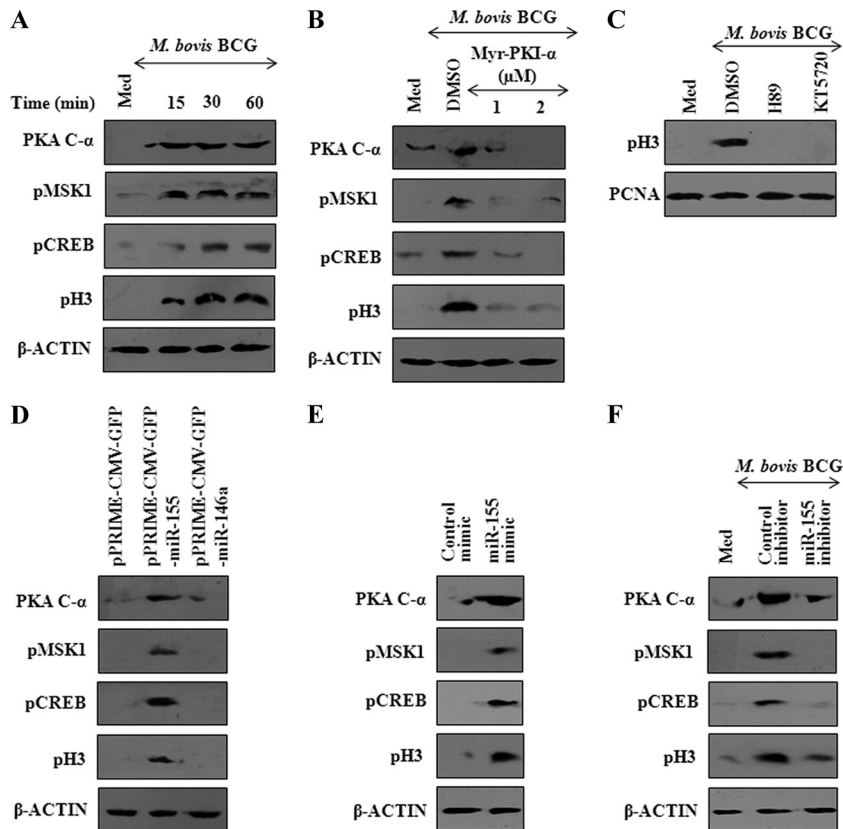 A
M. bovis BCG
Med
Time (min) 15 30 60
PKA C-α
pMSK1
pCREB
pH3
β-ACTIN
B
M. bovis BCG
Myr-PKI-α
(μM)
Med
DMSO
1 2
PKA C-α
pMSK1
pCREB
pH3
β-ACTIN
C
M. bovis BCG
Med
DMSO
H89
KT5720
pH3
PCNA
D
pPRIME-CMV-GFP
pPRIME-CMV-GFP
-miR-155
pPRIME-CMV-GFP
-miR-146a
PKA C-α
pMSK1
pCREB
pH3
β-ACTIN
E
Control
mimic
miR-155
mimic
PKA C-α
pMSK1
pCREB
pH3
β-ACTIN
F
M. bovis BCG
Med
Control
inhibitor
miR-155
inhibitor
PKA C-α
pMSK1
pCREB
pH3
β-ACTIN